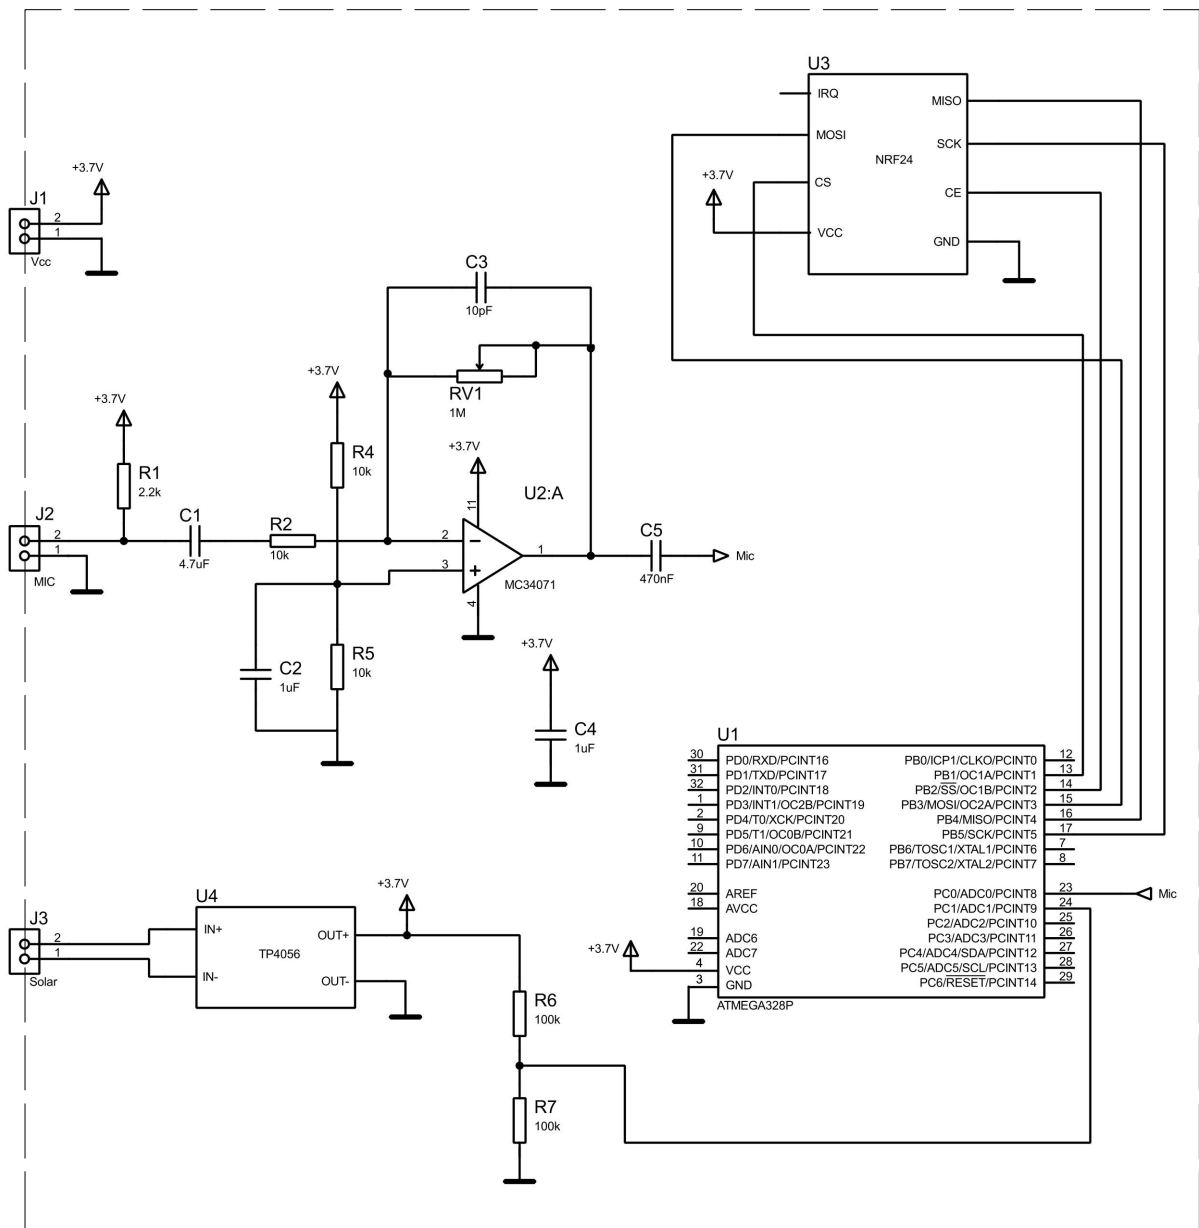 U3
IRQ
MOSI
CS
VCC
NRF24
MISO
SCK
CE
GND
+3.7V
+3.7V
J1
2
1
Vcc
C3
10pF
RV1
1M
+3.7V
R4
10k
+3.7V
R1
2.2k
+3.7V
11
U2:A
J2
2
1
MIC
C1
4.7uF
R2
10k
2
3
1
4
MC34071
C5
470nF
Mic
C2
1uF
R5
10k
+3.7V
C4
1uF
U1
30 PD0/RXD/PCINT16 PB0/ICP1/CLKO/PCINT0 12
31 PD1/TXD/PCINT17 PB1/OC1A/PCINT1 13
32 PD2/INT0/PCINT18 PB2/SS/OC1B/PCINT2 14
1 PD3/INT1/OC2B/PCINT19 PB3/MOSI/OC2A/PCINT3 15
2 PD4/T0/XCK/PCINT20 PB4/MISO/PCINT4 16
9 PD5/T1/OC0B/PCINT21 PB5/SCK/PCINT5 17
10 PD6/AIN0/OC0A/PCINT22 PB6/TOSC1/XTAL1/PCINT6 7
11 PD7/AIN1/PCINT23 PB7/TOSC2/XTAL2/PCINT7 8
20 AREF PC0/ADC0/PCINT8 23 Mic
18 AVCC PC1/ADC1/PCINT9 24
PC2/ADC2/PCINT10 25
19 ADC6 PC3/ADC3/PCINT11 26
22 ADC7 PC4/ADC4/SDA/PCINT12 27
+3.7V 4 VCC PC5/ADC5/SCL/PCINT13 28
3 GND PC6/RESET/PCINT14 29
ATMEGA328P
+3.7V
U4
J3
2
1
Solar
IN+
IN-
TP4056
OUT+
OUT-
R6
100k
R7
100k